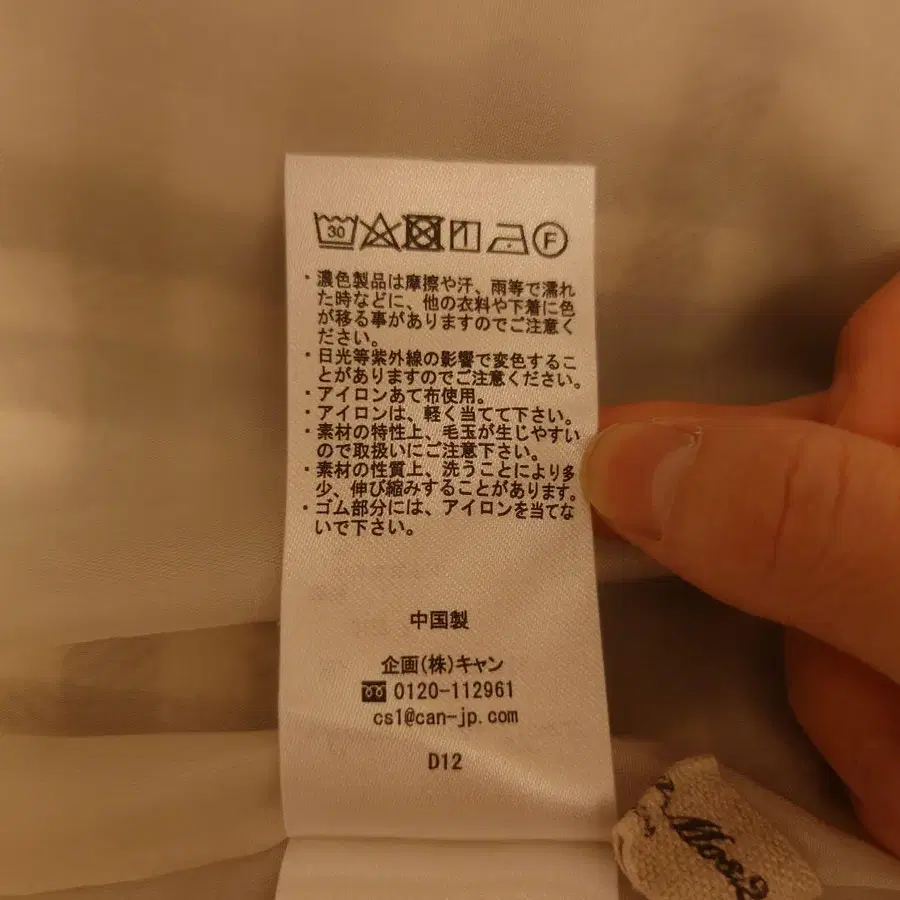 30
F
・濃色製品は摩擦や汗、雨等で濡れ
た時などに、他の衣料や下着に色
が移る事がありますのでご注意く
ださい。
・日光等紫外線の影響で変色するこ
とがありますのでご注意ください。
・アイロンあて布使用。
・アイロンは、軽く当てて下さい。
・素材の特性上、毛玉が生じやすい
ので取扱いにご注意下さい。
・素材の性質上、洗うことにより多
少、伸び縮みすることがあります。
・ゴム部分には、アイロンを当てな
いで下さい。
中国製
企画(株)キャン
0120-112961
cs1@can-jp.com
D12